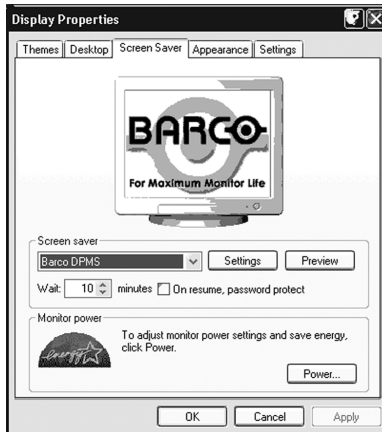 Display Properties
Themes Desktop Screen Saver Appearance Settings
BARCO
For Maximum Monitor Life
Screen saver
Barco DPMS Settings Preview
Wait: 10 minutes On resume, password protect
Monitor power
energy
To adjust monitor power settings and save energy,
click Power.
Power...
OK Cancel Apply